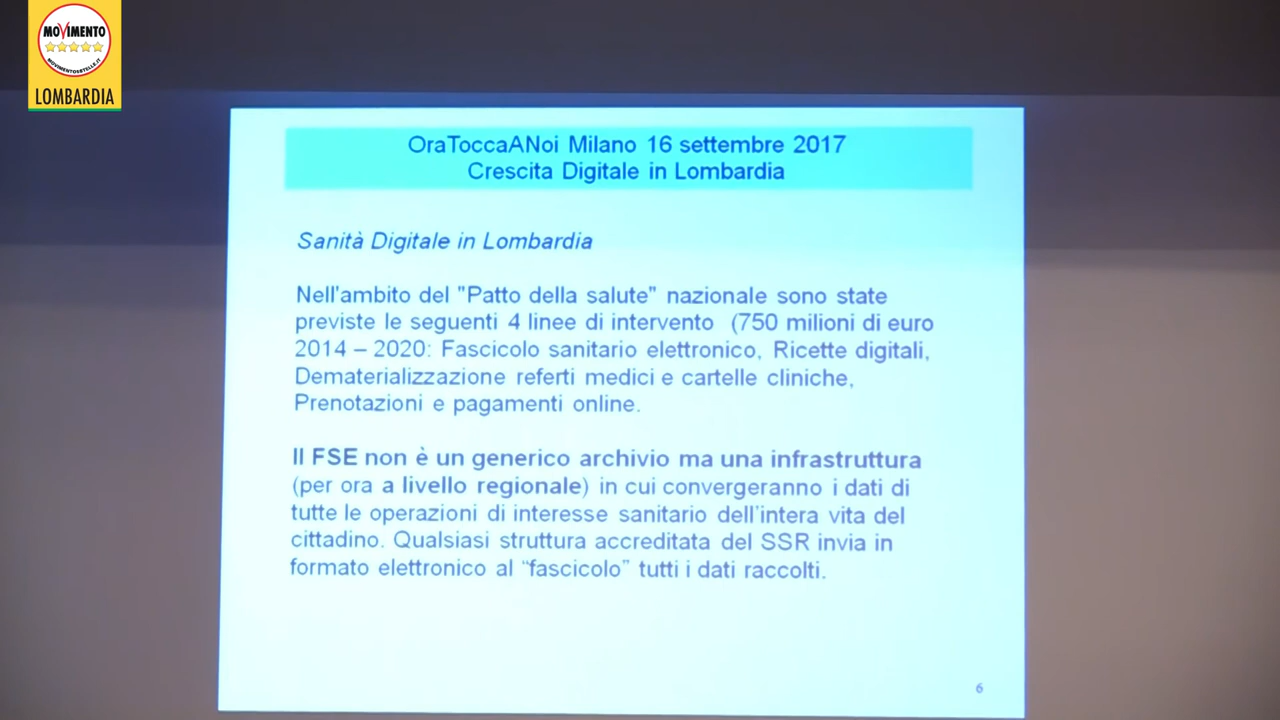 MOVIMENTO
MOVIMENTO5STELLE.IT
LOMBARDIA
OraToccaANoi Milano 16 settembre 2017
Crescita Digitale in Lombardia
Sanità Digitale in Lombardia
Nell'ambito del "Patto della salute" nazionale sono state
previste le seguenti 4 linee di intervento (750 milioni di euro
2014 – 2020: Fascicolo sanitario elettronico, Ricette digitali,
Dematerializzazione referti medici e cartelle cliniche,
Prenotazioni e pagamenti online.
Il FSE non è un generico archivio ma una infrastruttura
(per ora a livello regionale) in cui convergeranno i dati di
tutte le operazioni di interesse sanitario dell'intera vita del
cittadino. Qualsiasi struttura accreditata del SSR invia in
formato elettronico al “fascicolo” tutti i dati raccolti.
6